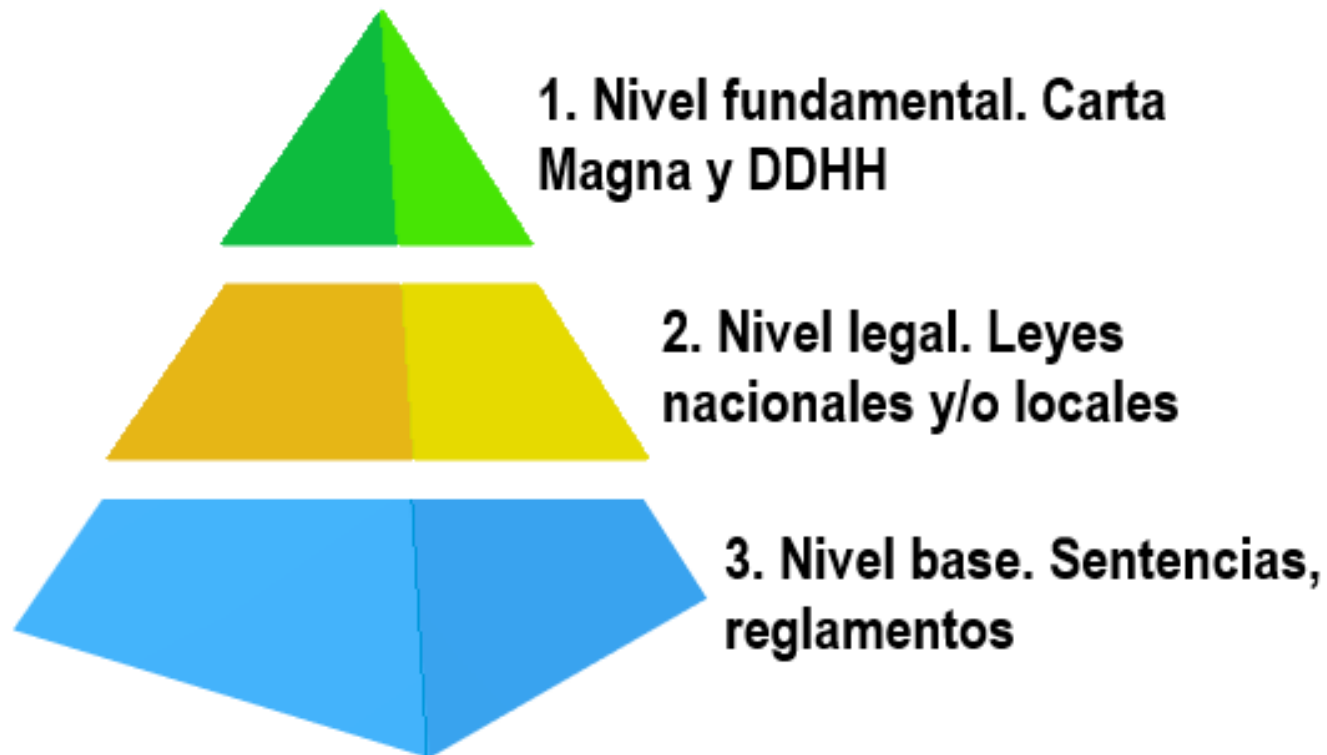 1. Nivel fundamental. Carta
Magna y DDHH
2. Nivel legal. Leyes
nacionales y/o locales
3. Nivel base. Sentencias,
reglamentos